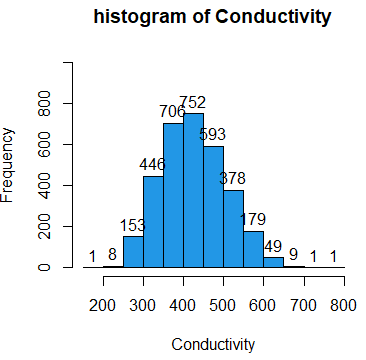 histogram of Conductivity
Frequency
0 200 400 600 800
1 8 153 446 706 752 593 378 179 49 9 1 1
200 300 400 500 600 700 800
Conductivity